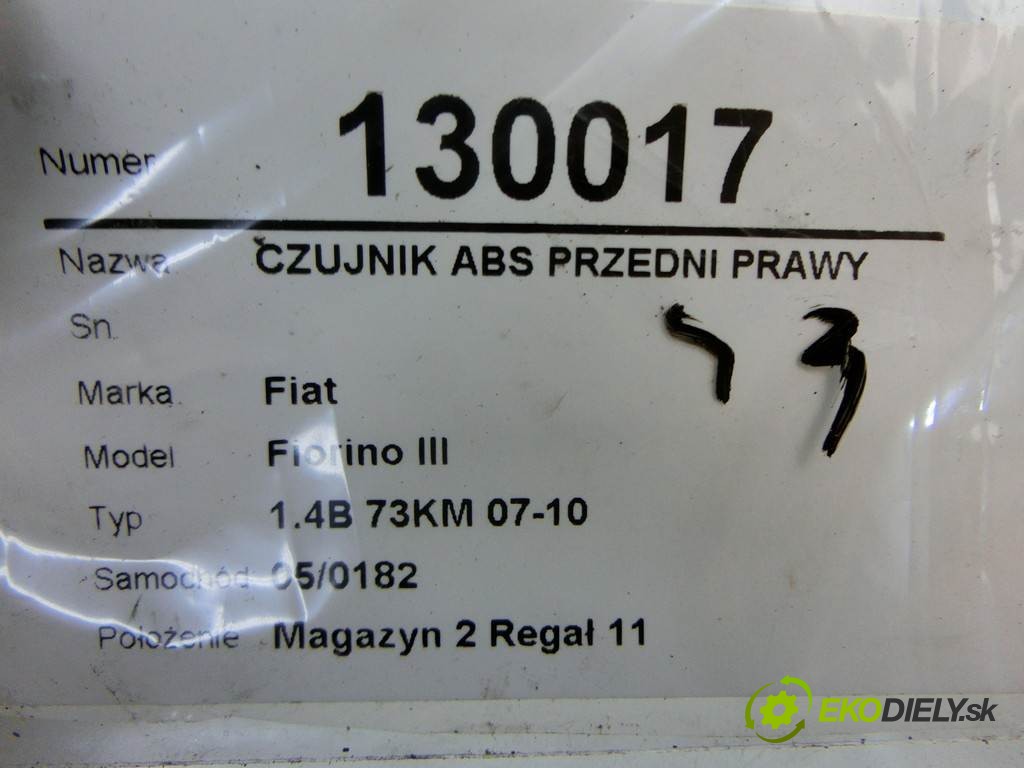 Numer 130017
Nazwa CZUJNIK ABS PRZEDNI PRAWY
Sn.
Marka Fiat
Model Fiorino III
Typ 1.4B 73KM 07-10
Samochód 05/0182
Położenie Magazyn 2 Regał 11
EKODIELY.sk